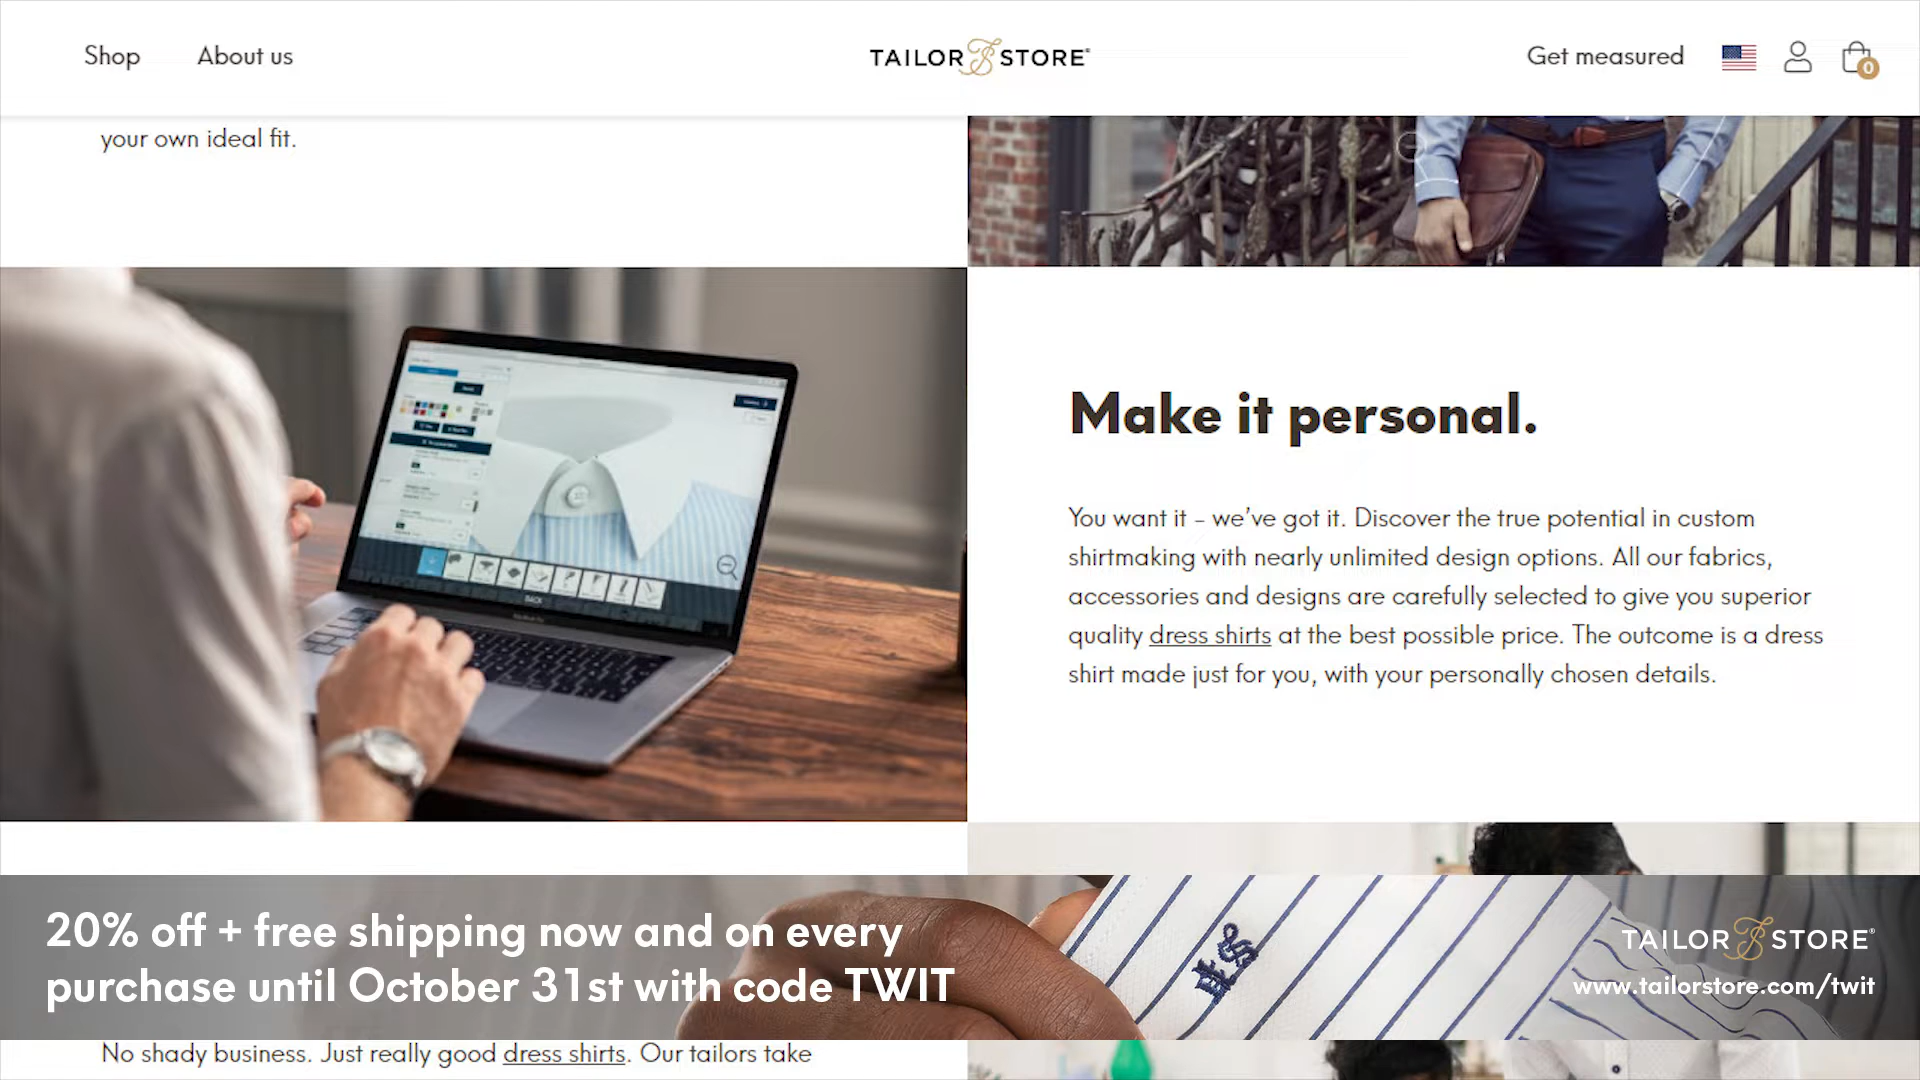 Shop
About us
TAILOR STORE®
Get measured
0
your own ideal fit.
BACK
Make it personal.
You want it – we've got it. Discover the true potential in custom
shirtmaking with nearly unlimited design options. All our fabrics,
accessories and designs are carefully selected to give you superior
quality dress shirts at the best possible price. The outcome is a dress
shirt made just for you, with your personally chosen details.
20% off + free shipping now and on every
purchase until October 31st with code TWIT
TAILOR STORE®
www.tailorstore.com/twit
No shady business. Just really good dress shirts. Our tailors take